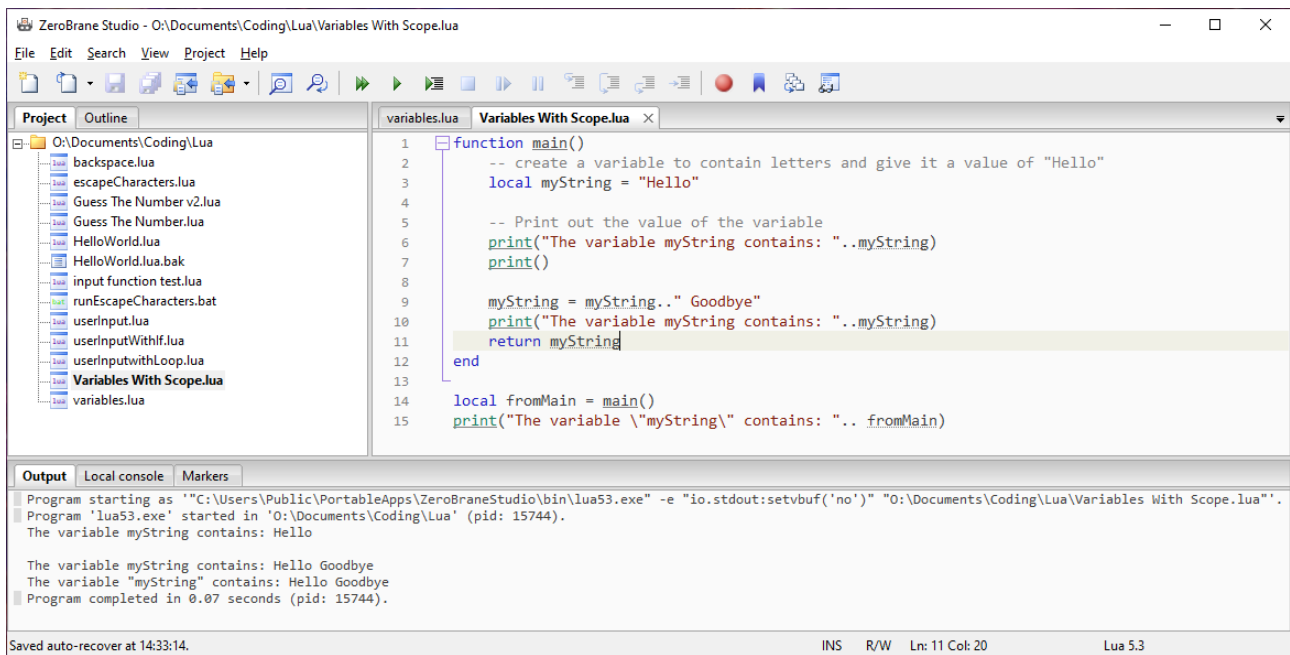 ZeroBrane Studio - O:\Documents\Coding\Lua\Variables With Scope.lua
File Edit Search View Project Help
Project Outline
O:\Documents\Coding\Lua
backspace.lua
escapeCharacters.lua
Guess The Number v2.lua
Guess The Number.lua
HelloWorld.lua
HelloWorld.lua.bak
input function test.lua
runEscapeCharacters.bat
userInput.lua
userInputWithIf.lua
userInputwithLoop.lua
Variables With Scope.lua
variables.lua
variables.lua Variables With Scope.lua
1 function main()
2 -- create a variable to contain letters and give it a value of "Hello"
3 local myString = "Hello"
4
5 -- Print out the value of the variable
6 print("The variable myString contains: "..myString)
7 print()
8
9 myString = myString.." Goodbye"
10 print("The variable myString contains: "..myString)
11 return myString
12 end
13
14 local fromMain = main()
15 print("The variable \"myString\" contains: ".. fromMain)
Output Local console Markers
Program starting as '"C:\Users\Public\PortableApps\ZeroBraneStudio\bin\lua53.exe" -e "io.stdout:setvbuf('no')" "O:\Documents\Coding\Lua\Variables With Scope.lua"'.
Program 'lua53.exe' started in 'O:\Documents\Coding\Lua' (pid: 15744).
The variable myString contains: Hello
The variable myString contains: Hello Goodbye
The variable "myString" contains: Hello Goodbye
Program completed in 0.07 seconds (pid: 15744).
Saved auto-recover at 14:33:14. INS R/W Ln: 11 Col: 20 Lua 5.3